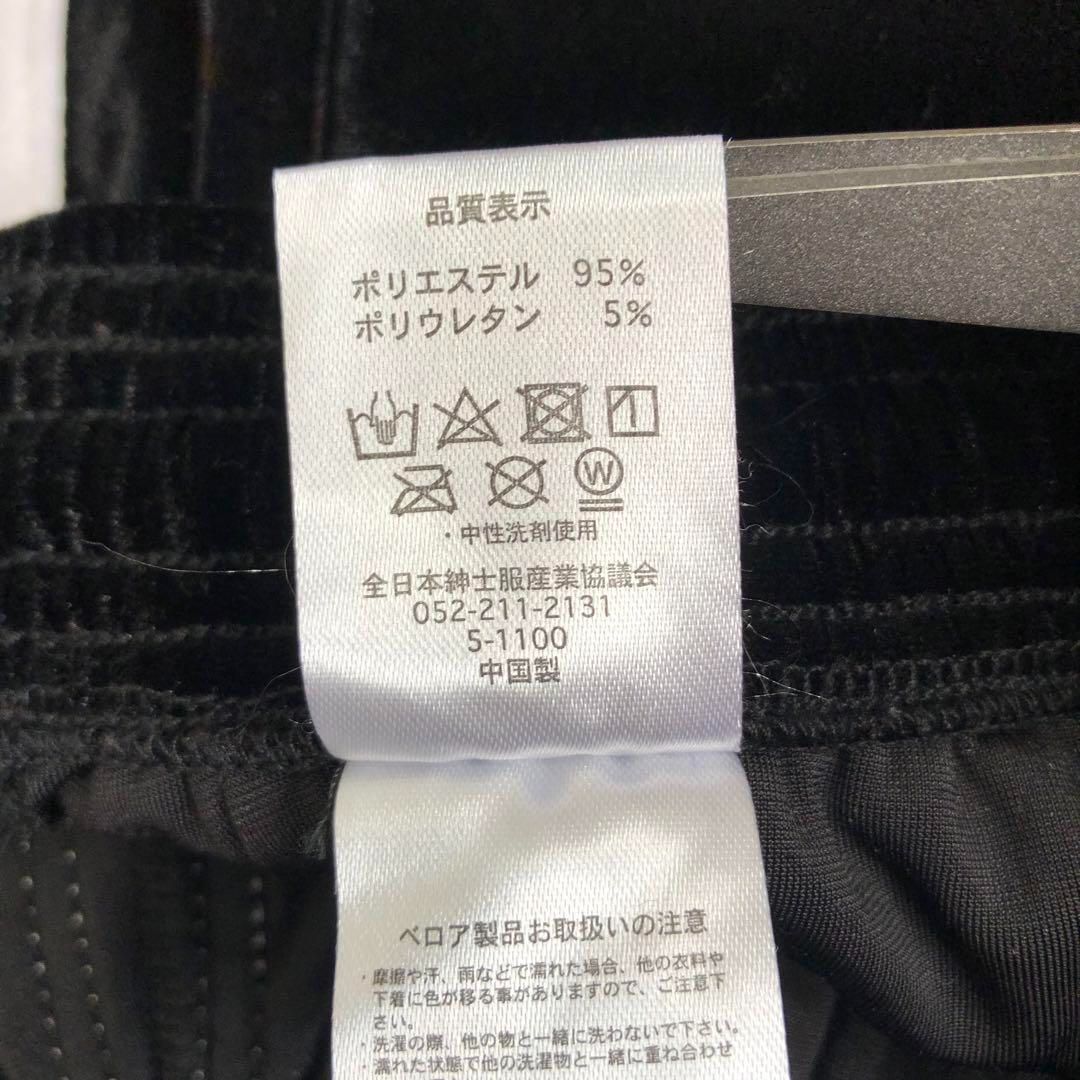 品質表示
ポリエステル 95%
ポリウレタン 5%
W
・中性洗剤使用
全日本紳士服産業協議会
052-211-2131
5-1100
中国製
ベロア製品お取扱いの注意
・摩擦や汗、雨などで濡れた場合、他の衣料や
下着に色が移る事がありますので、ご注意下
さい。
・洗濯の際、他の物と一緒に洗わないで下さい。
・濡れた状態で他の洗濯物と一緒に重ね合わせ